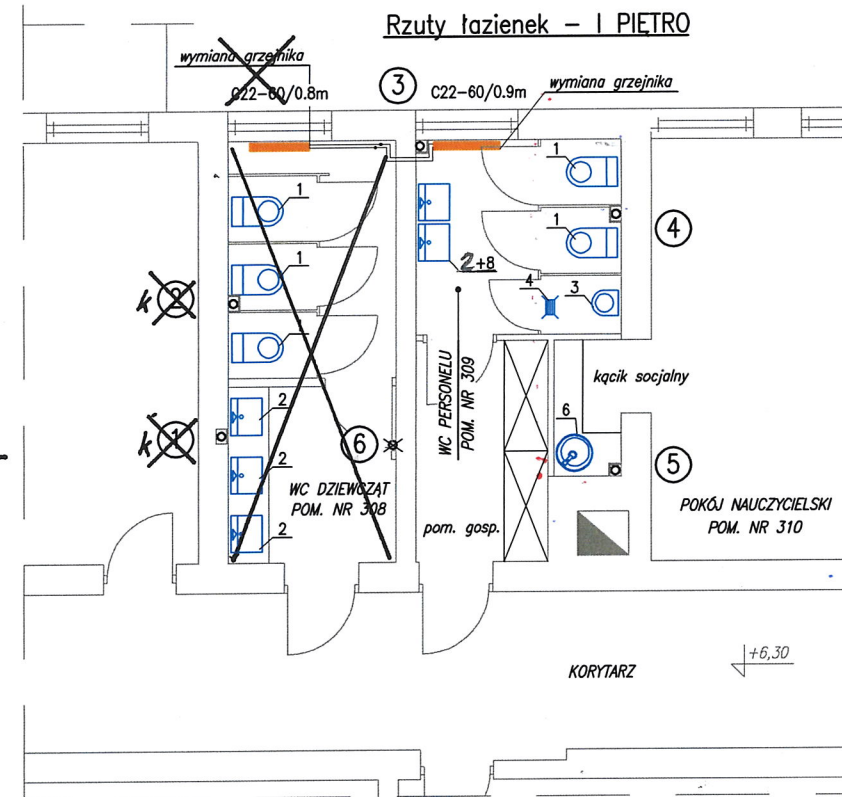 Rzuty łazienek – I PIĘTRO
wymiana grzejnika
C22-60/0.8m
3
C22-60/0.9m
wymiana grzejnika
1
1
1
1
4
2+8
4
3
k 2
1
WC PERSONELU
POM. NR 309
kącik socjalny
6
2
k 1
6
2
5
WC DZIEWCZĄT
POM. NR 308
2
pom. gosp.
POKÓJ NAUCZYCIELSKI
POM. NR 310
KORYTARZ
+6,30